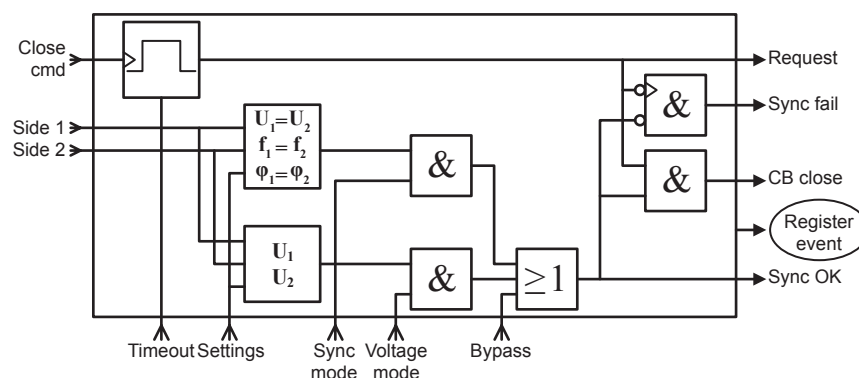 Close
cmd
Request
Sync fail
&
Side 1
Side 2
U1=U2
f1=f2
φ1=φ2
&
&
CB close
Register
event
U1
U2
&
≥1
Sync OK
Timeout
Settings
Sync
mode
Voltage
mode
Bypass